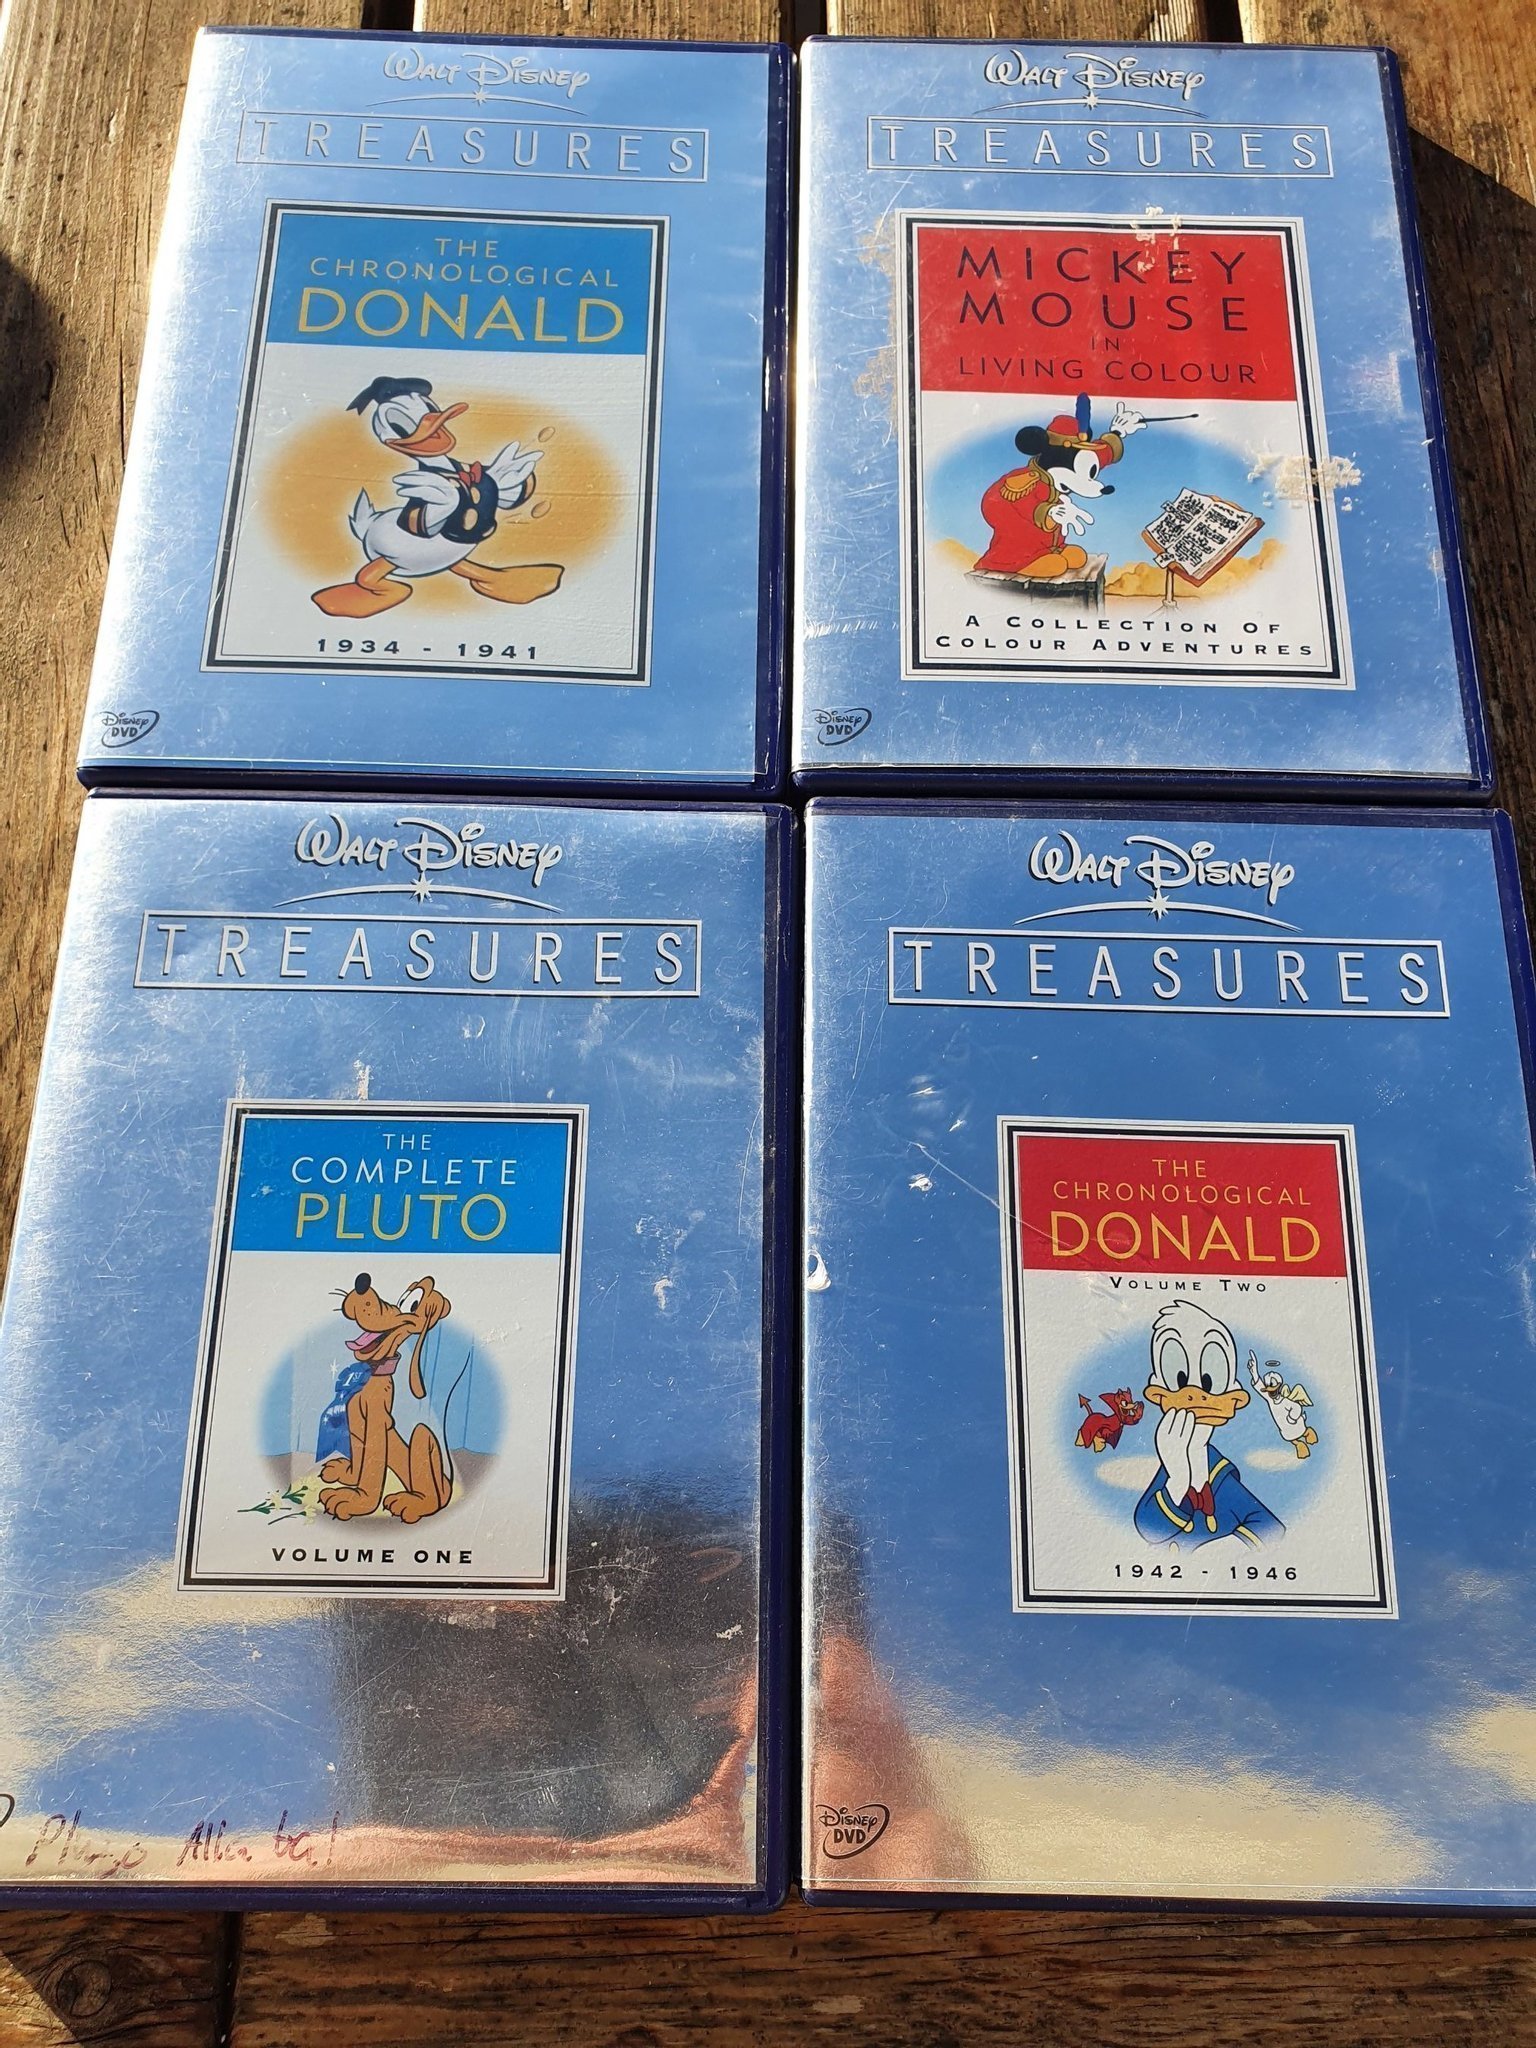 WALT DISNEY
TREASURES
THE
CHRONOLOGICAL
DONALD
1934 - 1941
DISNEY
DVD
WALT DISNEY
TREASURES
MICKEY
MOUSE
IN
LIVING COLOUR
A COLLECTION OF
COLOUR ADVENTURES
DISNEY
DVD
WALT DISNEY
TREASURES
THE
COMPLETE
PLUTO
1ST
VOLUME ONE
WALT DISNEY
TREASURES
THE
CHRONOLOGICAL
DONALD
VOLUME TWO
1942 - 1946
DISNEY
DVD